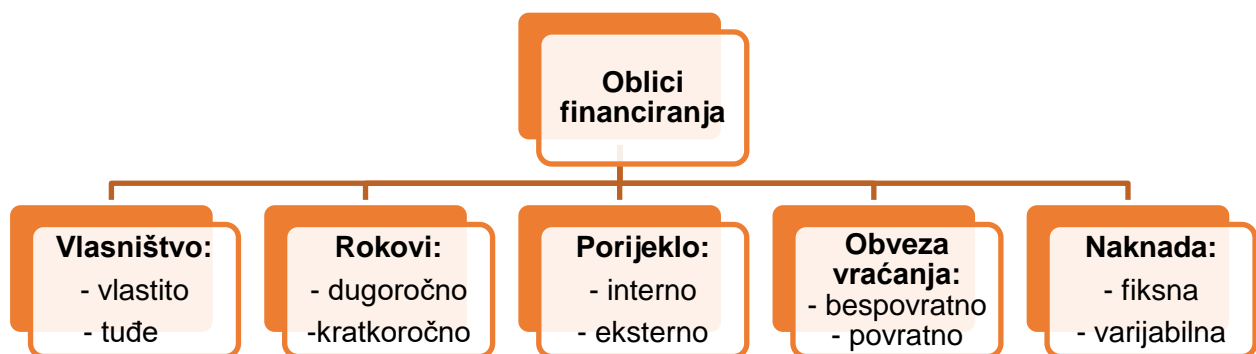 Oblici
financiranja
Vlasništvo:
- vlastito
- tuđe
Rokovi:
- dugoročno
-kratkoročno
Porijeklo:
- interno
- eksterno
Obveza
vraćanja:
- bespovratno
- povratno
Naknada:
- fiksna
- varijabilna